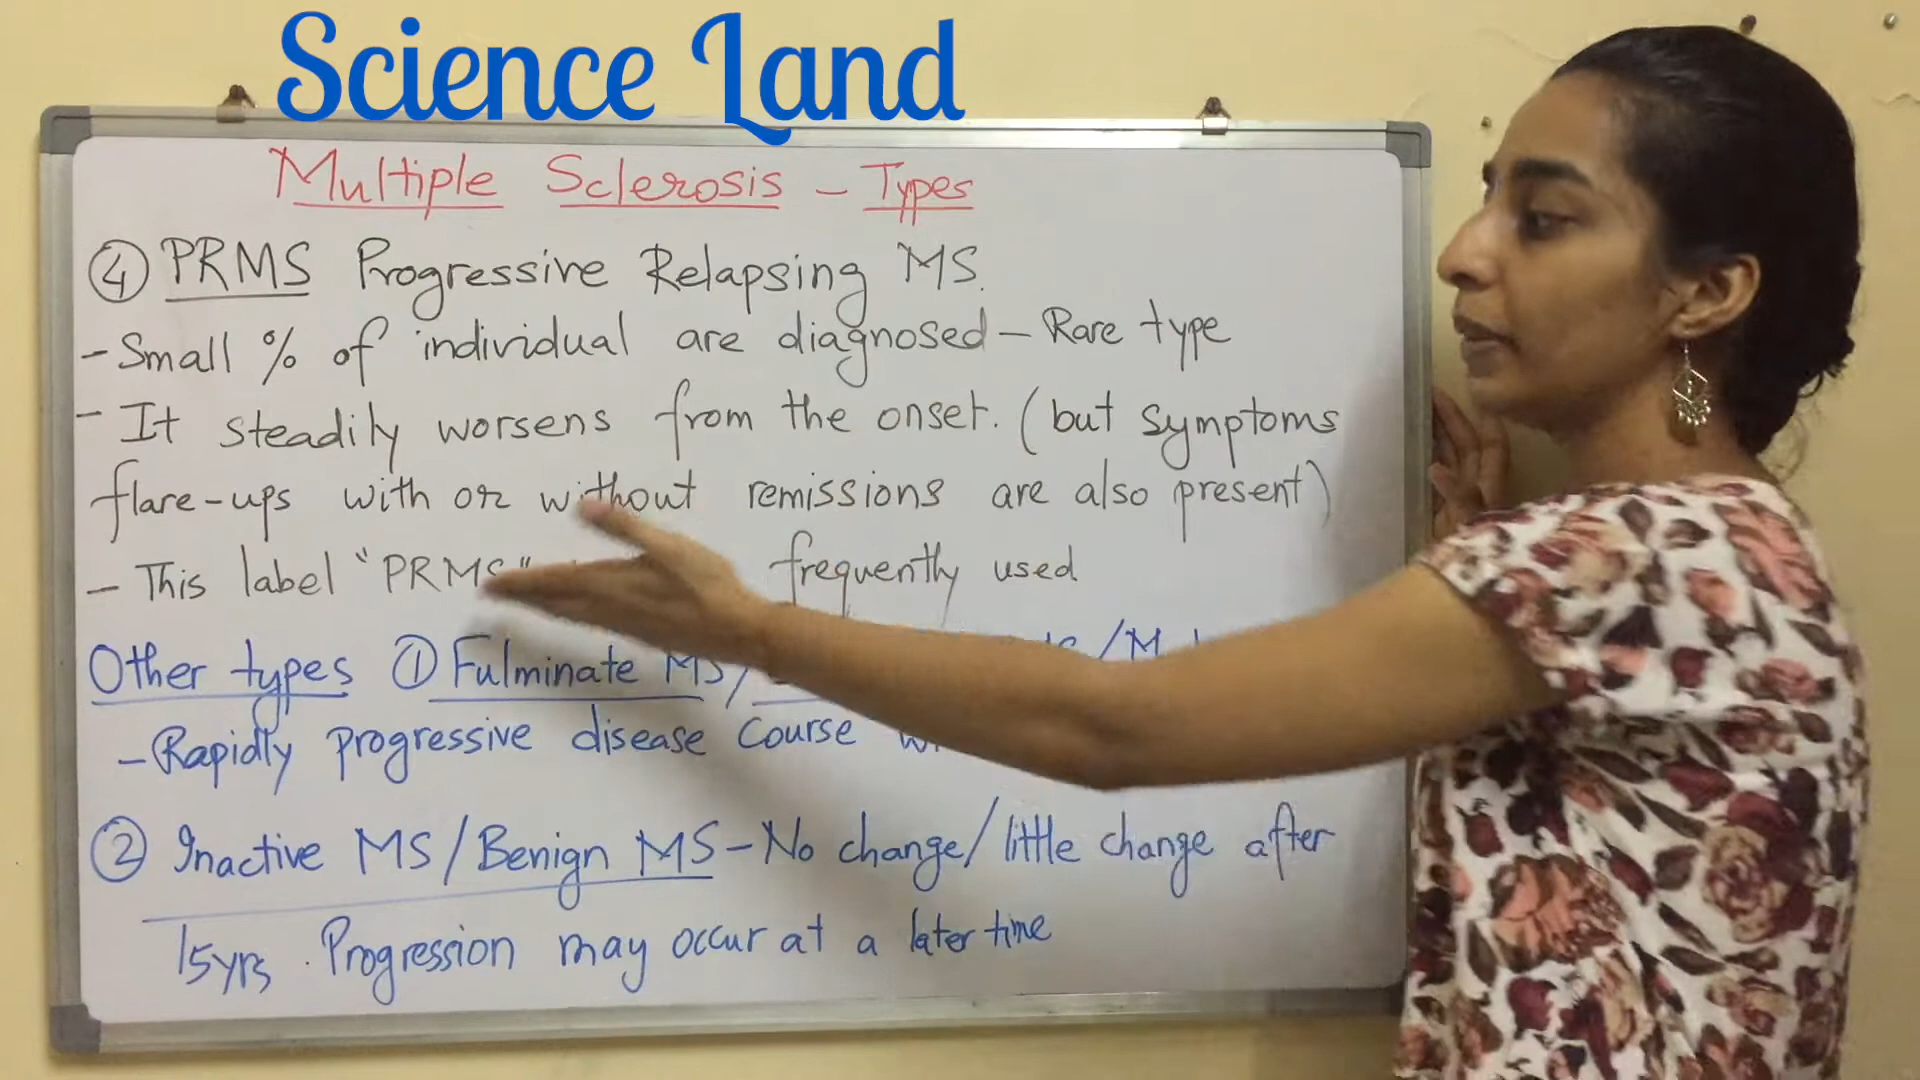 Science Land
Multiple Sclerosis - Types
④ PRMS Progressive Relapsing MS.
- Small % of individual are diagnosed - Rare type
- It steadily worsens from the onset. (but symptoms
flare-ups with or without remissions are also present)
- This label "PRMS" frequently used
Other types ① Fulminate MS/
- Rapidly progressive disease course
② Inactive MS/Benign MS - No change/little change after
15yrs. Progression may occur at a later time